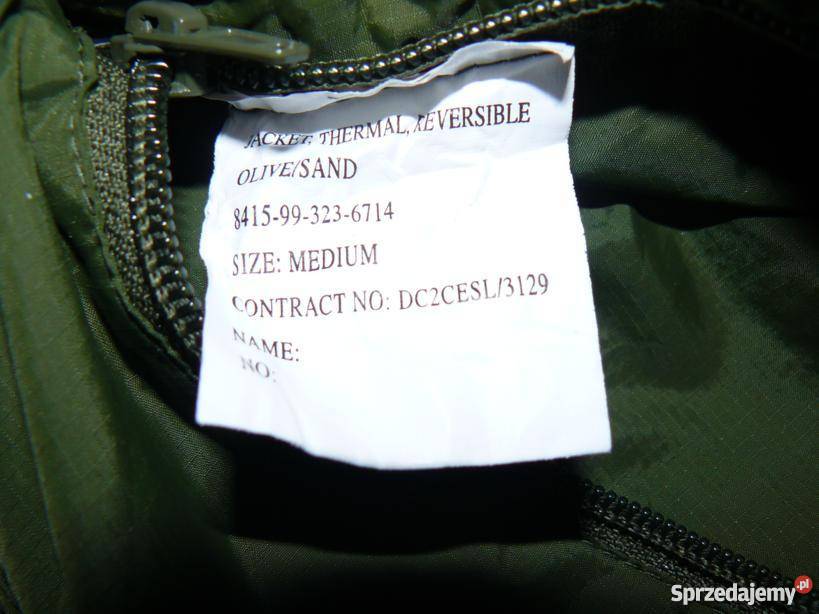 JACKET, THERMAL, REVERSIBLE
OLIVE/SAND
8415-99-323-6714
SIZE: MEDIUM
CONTRACT NO: DC2CESL/3129
NAME:
NO:
Sprzedajemy.pl